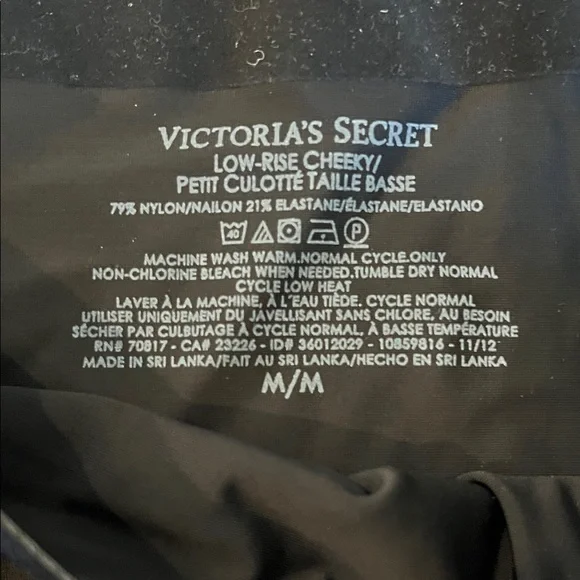 VICTORIA'S SECRET
LOW-RISE CHEEKY/
PETIT CULOTTÉ TAILLE BASSE
79% NYLON/NAILON 21% ELASTANE/ÉLASTANE/ELASTANO
40 P
MACHINE WASH WARM.NORMAL CYCLE.ONLY
NON-CHLORINE BLEACH WHEN NEEDED.TUMBLE DRY NORMAL
CYCLE LOW HEAT
LAVER À LA MACHINE, À L'EAU TIÈDE. CYCLE NORMAL
UTILISER UNIQUEMENT DU JAVELLISANT SANS CHLORE, AU BESOIN
SÉCHER PAR CULBUTAGE À CYCLE NORMAL, À BASSE TEMPÉRATURE
RN# 70817 - CA# 23226 - ID# 36012029 - 10859816 - 11/12
MADE IN SRI LANKA/FAIT AU SRI LANKA/HECHO EN SRI LANKA
M/M